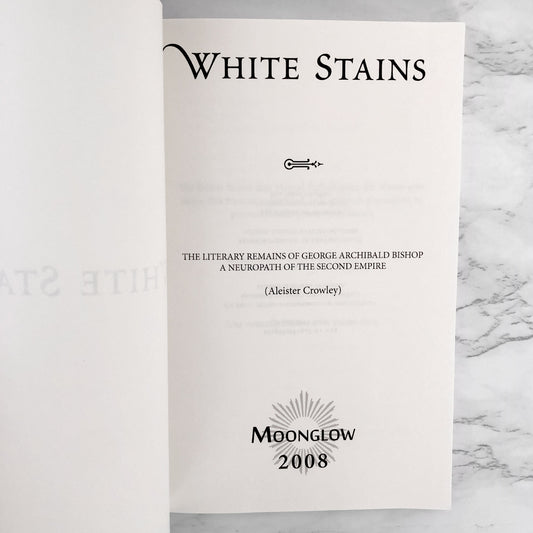 WHITE STAINS
THE LITERARY REMAINS OF GEORGE ARCHIBALD BISHOP
A NEUROPATH OF THE SECOND EMPIRE
(Aleister Crowley)
MOONGLOW
2008